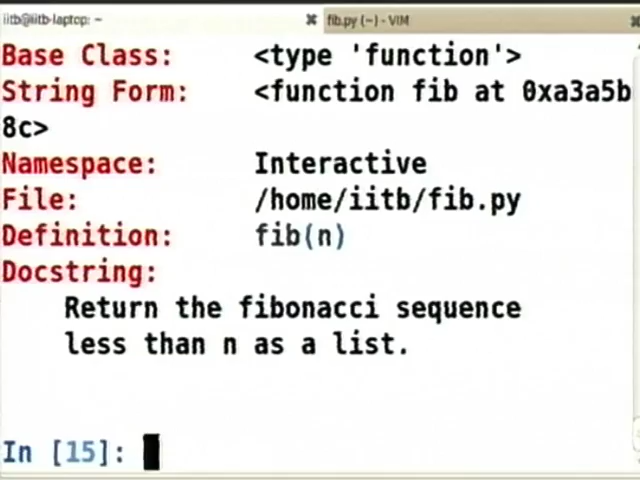 iitb@iitb-laptop: ~ fib.py (~) - VIM
Base Class: <type 'function'>
String Form: <function fib at 0xa3a5b
8c>
Namespace: Interactive
File: /home/iitb/fib.py
Definition: fib(n)
Docstring:
Return the fibonacci sequence
less than n as a list.
In [15]: